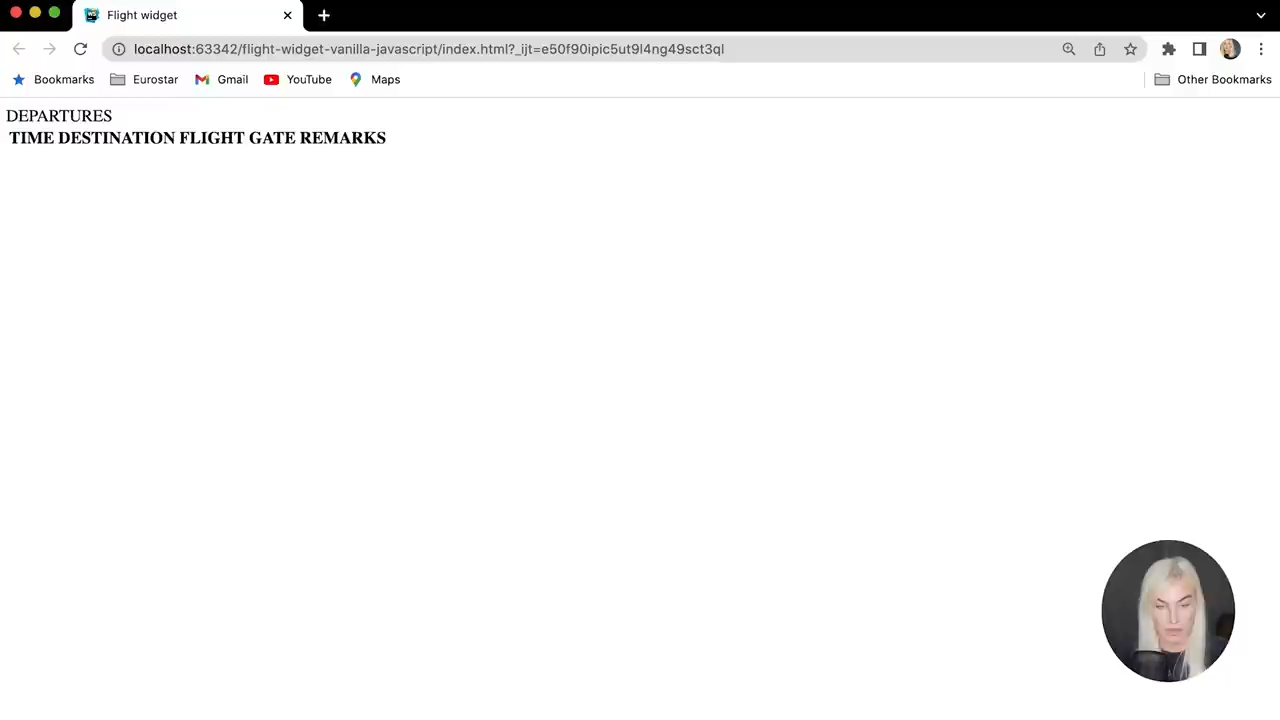 Flight widget
localhost:63342/flight-widget-vanilla-javascript/index.html?_ijt=e50f90ipic5ut9l4ng49sct3ql
Bookmarks Eurostar Gmail YouTube Maps Other Bookmarks
DEPARTURES
TIME DESTINATION FLIGHT GATE REMARKS